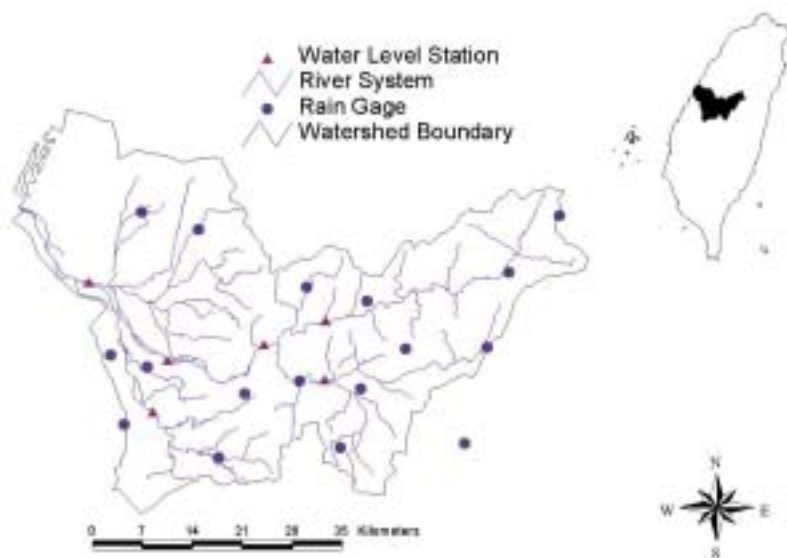 Water Level Station
River System
Rain Gage
Watershed Boundary
0 7 14 21 28 35 Kilometers
N
W E
S